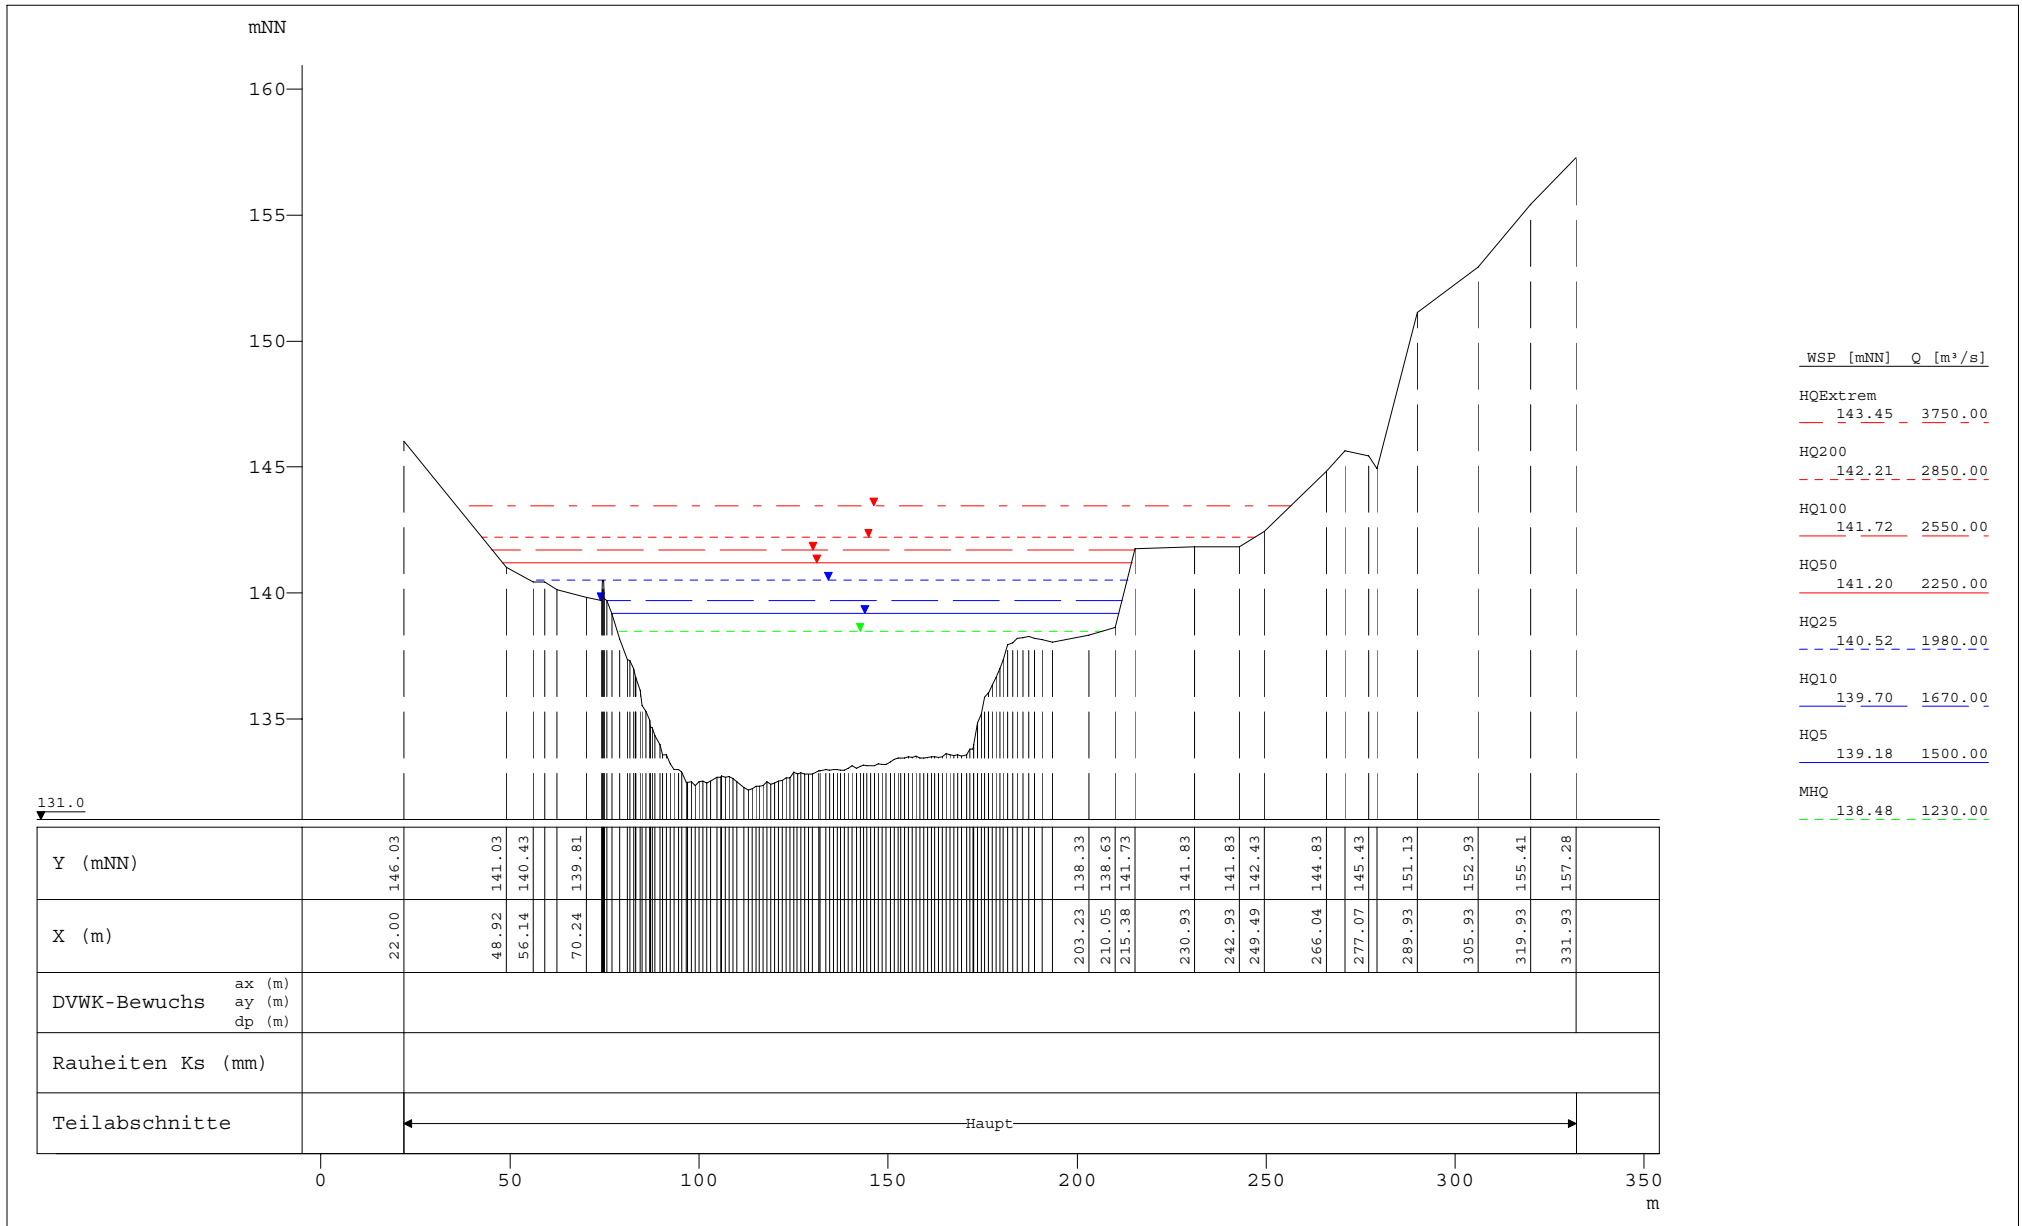 mNN
160
155
150
145
140
135
131.0
WSP [mNN] Q [m³/s]
HQExtrem
143.45 3750.00
HQ200
142.21 2850.00
HQ100
141.72 2550.00
HQ50
141.20 2250.00
HQ25
140.52 1980.00
HQ10
139.70 1670.00
HQ5
139.18 1500.00
MHQ
138.48 1230.00
Y (mNN) 146.03 141.03 140.43 139.81 138.33 138.63 141.73 141.83 141.83 142.43 144.83 145.43 151.13 152.93 155.41 157.28
X (m) 22.00 48.92 56.14 70.24 203.23 210.05 215.38 230.93 242.93 249.49 266.04 277.07 289.93 305.93 319.93 331.93
DVWK-Bewuchs
ax (m)
ay (m)
dp (m)
Rauheiten Ks (mm)
Teilabschnitte Haupt
0 50 100 150 200 250 300 350
m